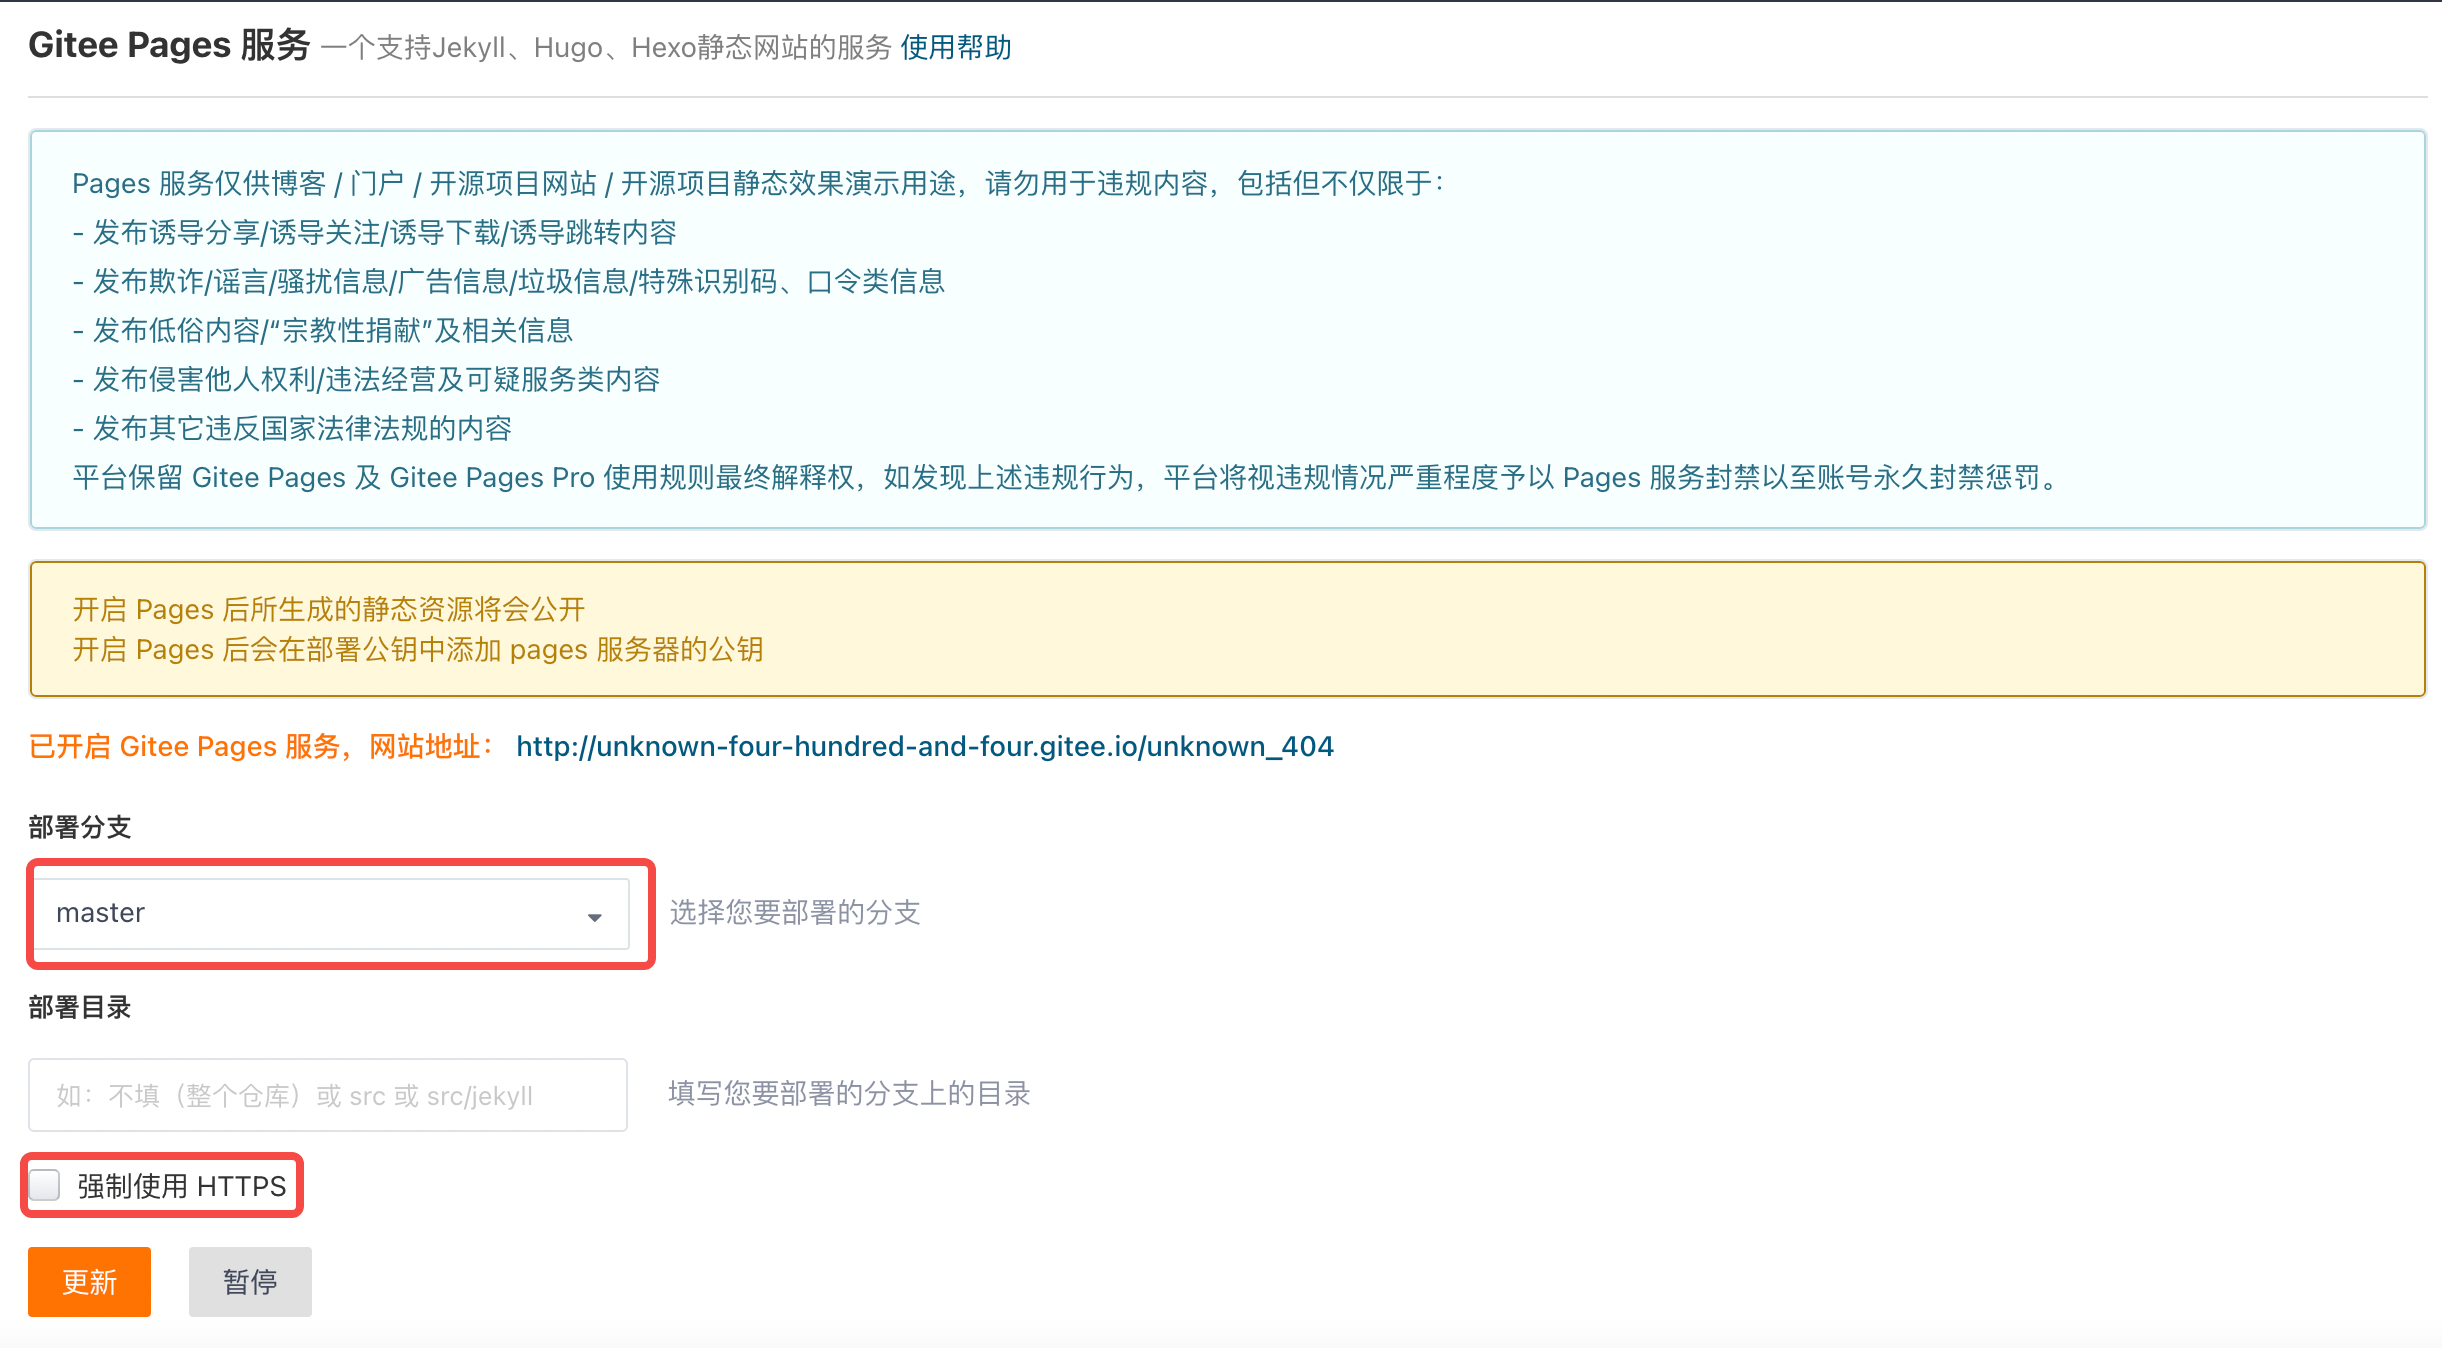 Gitee Pages 服务 一个支持Jekyll、Hugo、Hexo静态网站的服务 使用帮助
Pages 服务仅供博客 / 门户 / 开源项目网站 / 开源项目静态效果演示用途，请勿用于违规内容，包括但不仅限于：
- 发布诱导分享/诱导关注/诱导下载/诱导跳转内容
- 发布欺诈/谣言/骚扰信息/广告信息/垃圾信息/特殊识别码、口令类信息
- 发布低俗内容/“宗教性捐献”及相关信息
- 发布侵害他人权利/违法经营及可疑服务类内容
- 发布其它违反国家法律法规的内容
平台保留 Gitee Pages 及 Gitee Pages Pro 使用规则最终解释权，如发现上述违规行为，平台将视违规情况严重程度予以 Pages 服务封禁以至账号永久封禁惩罚。
开启 Pages 后所生成的静态资源将会公开
开启 Pages 后会在部署公钥中添加 pages 服务器的公钥
已开启 Gitee Pages 服务，网站地址： http://unknown-four-hundred-and-four.gitee.io/unknown_404
部署分支
master 选择您要部署的分支
部署目录
如：不填（整个仓库）或 src 或 src/jekyll 填写您要部署的分支上的目录
强制使用 HTTPS
更新 暂停